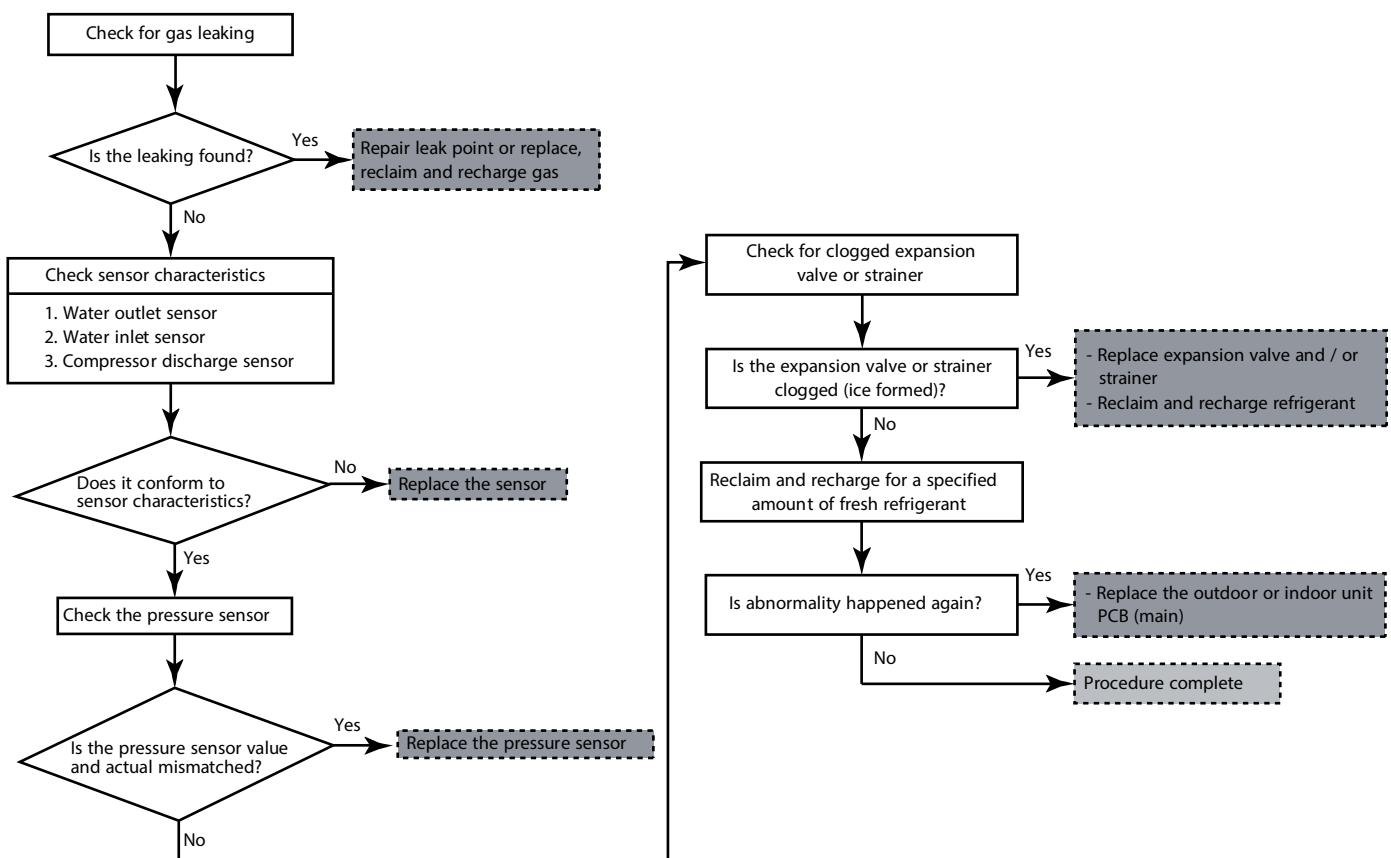 Check for gas leaking
Is the leaking found?
Yes
Repair leak point or replace,
reclaim and recharge gas
No
Check sensor characteristics
1. Water outlet sensor
2. Water inlet sensor
3. Compressor discharge sensor
Does it conform to
sensor characteristics?
No
Replace the sensor
Yes
Check the pressure sensor
Is the pressure sensor value
and actual mismatched?
Yes
Replace the pressure sensor
No
Check for clogged expansion
valve or strainer
Is the expansion valve or strainer
clogged (ice formed)?
Yes
- Replace expansion valve and / or
strainer
- Reclaim and recharge refrigerant
No
Reclaim and recharge for a specified
amount of fresh refrigerant
Is abnormality happened again?
Yes
- Replace the outdoor or indoor unit
PCB (main)
No
Procedure complete